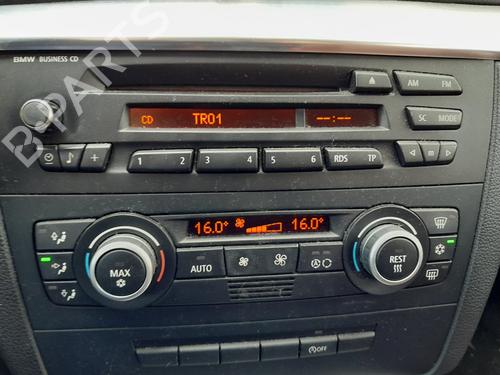 BMW BUSINESS CD
AM FM
CD TR01 --:--
SC MODE
1 2 3 4 5 6 RDS TP
16.0° 16.0°
MAX
AUTO
REST
OFF
B-PARTS